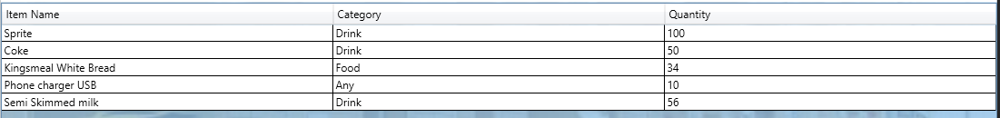 Item Name Category Quantity
Sprite Drink 100
Coke Drink 50
Kingsmeal White Bread Food 34
Phone charger USB Any 10
Semi Skimmed milk Drink 56